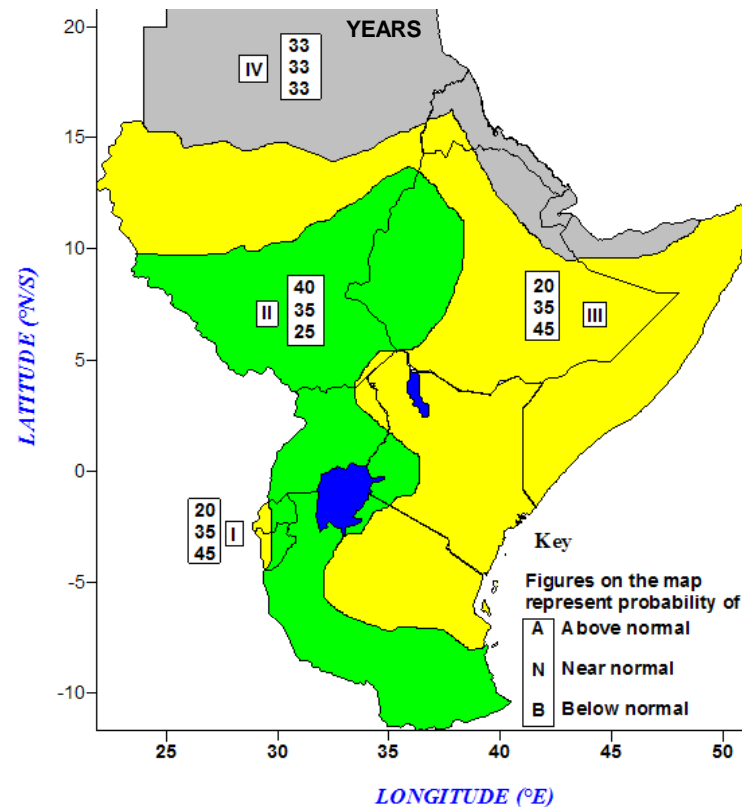 YEARS
20
15
10
5
0
-5
-10
LATITUDE (°N/S)
IV
33
33
33
II
40
35
25
20
35
45
III
20
35
45
I
Key
Figures on the map
represent probability of
A Above normal
N Near normal
B Below normal
25 30 35 40 45 50
LONGITUDE (°E)